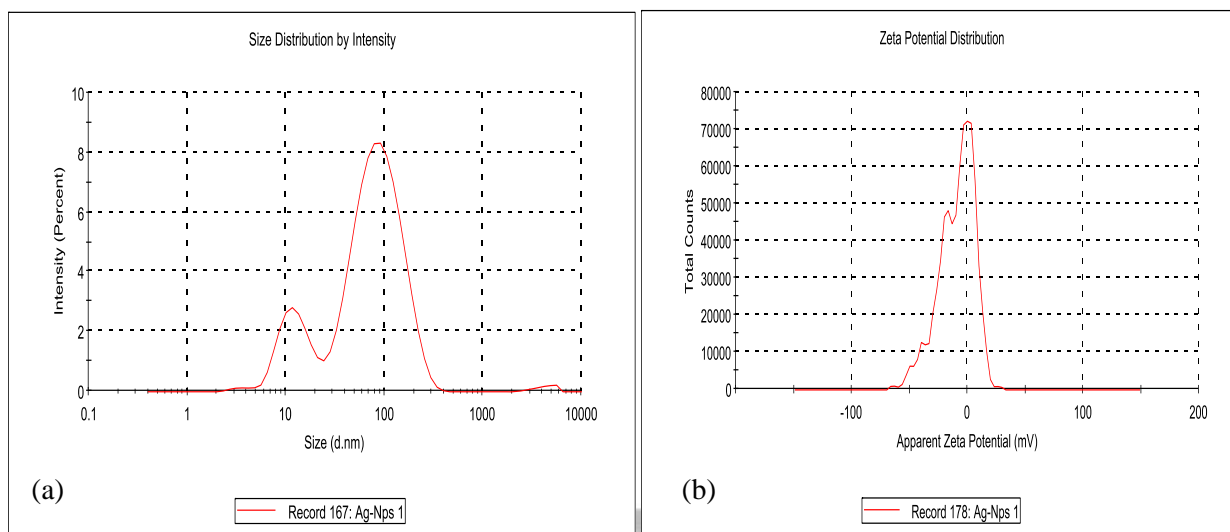 Size Distribution by Intensity
10
8
6
4
2
0
Intensity (Percent)
0.1 1 10 100 1000 10000
Size (d.nm)
(a)
Record 167: Ag-Nps 1
Zeta Potential Distribution
80000
70000
60000
50000
40000
30000
20000
10000
0
Total Counts
-100 0 100 200
Apparent Zeta Potential (mV)
(b)
Record 178: Ag-Nps 1